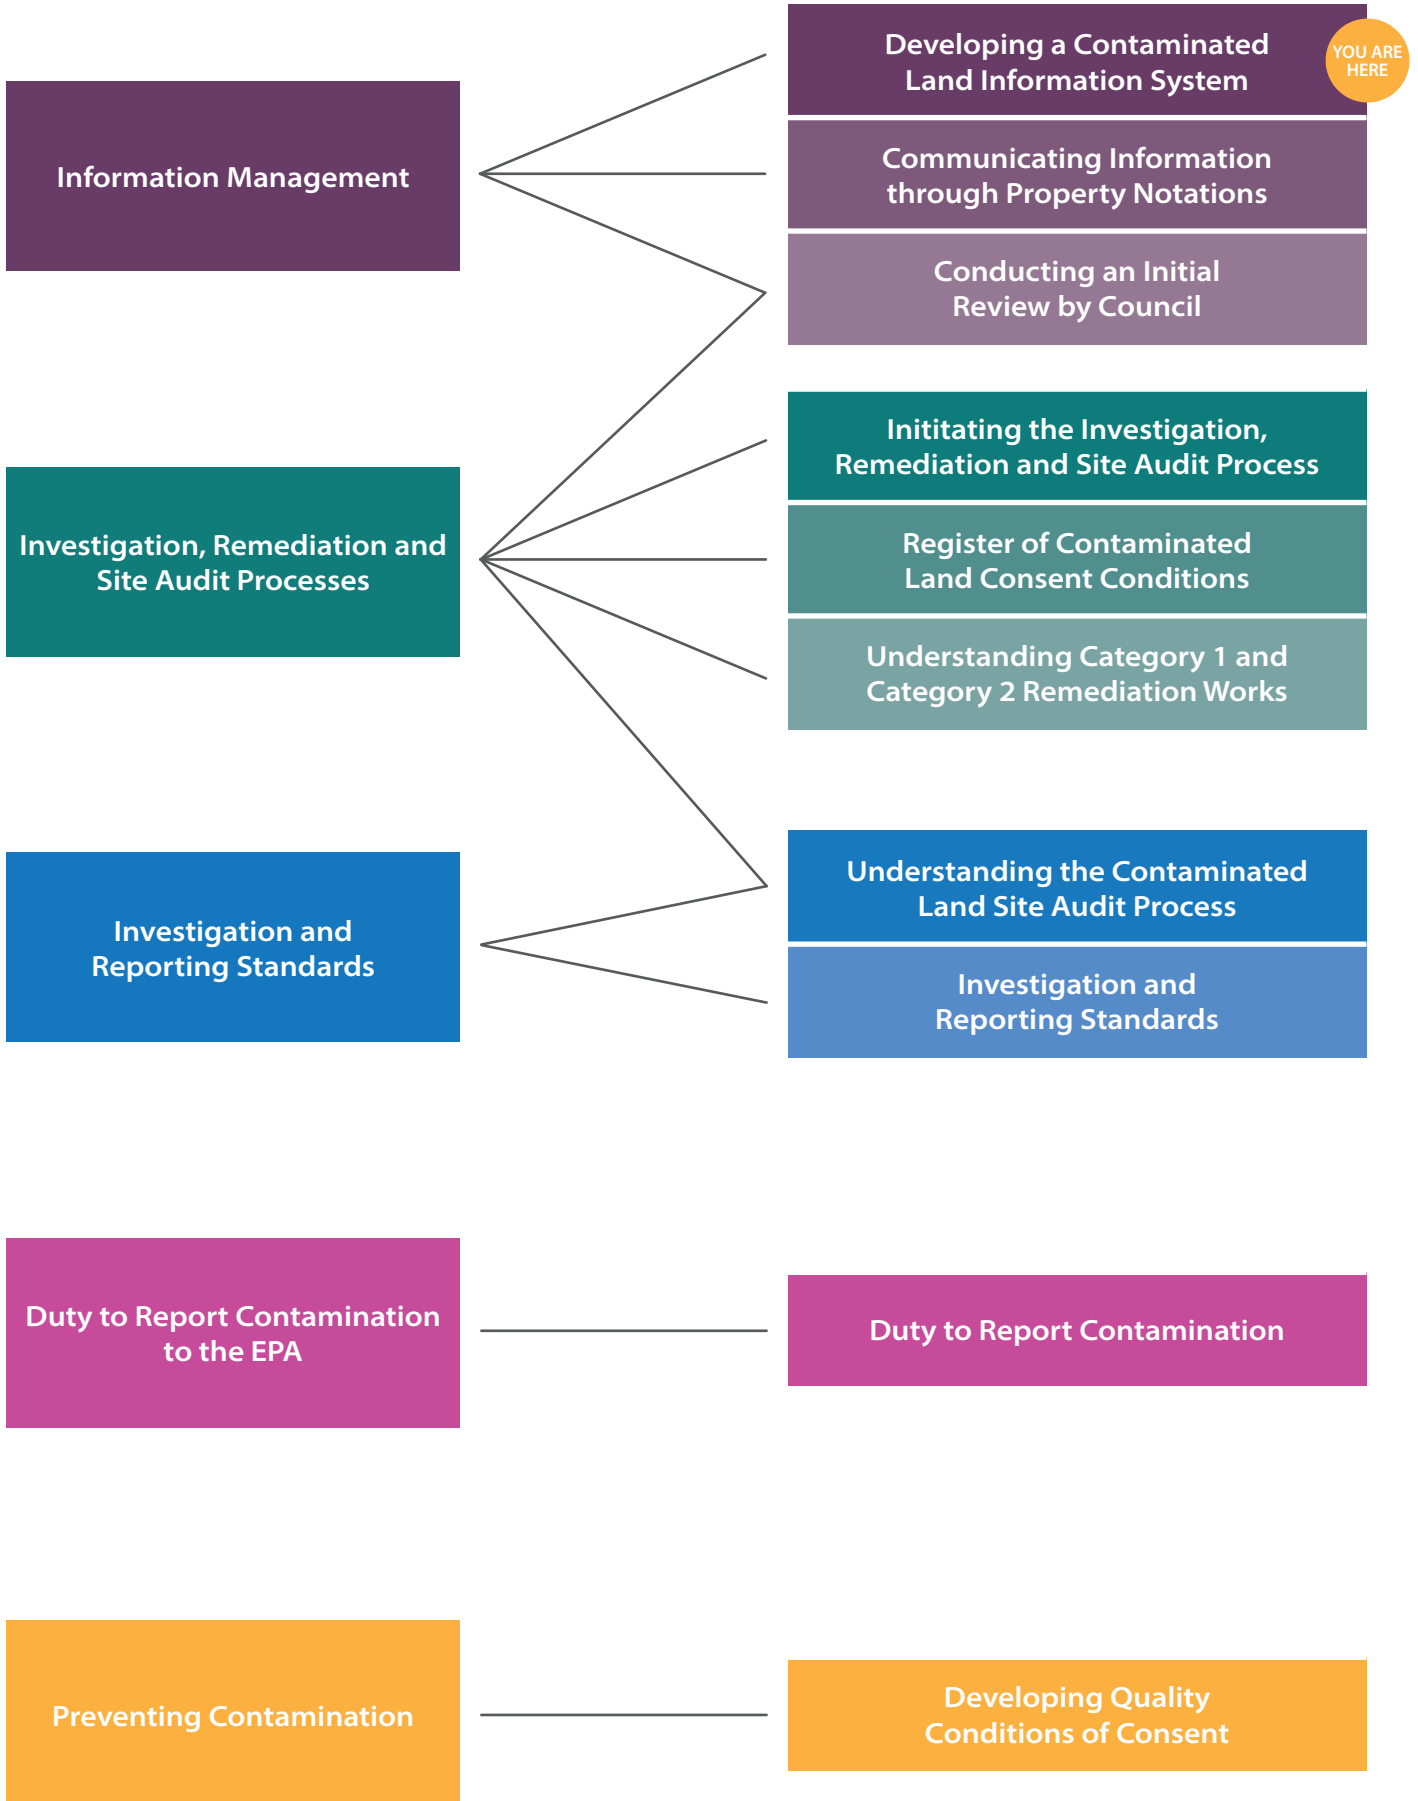 Information Management
Developing a Contaminated
Land Information System
YOU ARE
HERE
Communicating Information
through Property Notations
Conducting an Initial
Review by Council
Investigation, Remediation and
Site Audit Processes
Inititating the Investigation,
Remediation and Site Audit Process
Register of Contaminated
Land Consent Conditions
Understanding Category 1 and
Category 2 Remediation Works
Investigation and
Reporting Standards
Understanding the Contaminated
Land Site Audit Process
Investigation and
Reporting Standards
Duty to Report Contamination
to the EPA
Duty to Report Contamination
Preventing Contamination
Developing Quality
Conditions of Consent